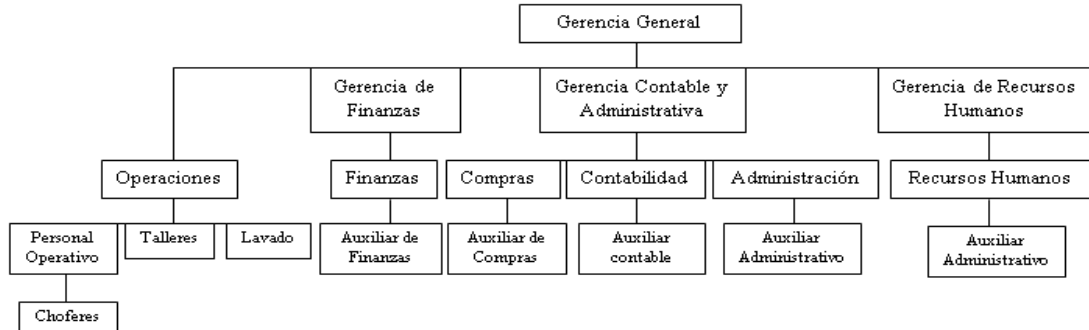 Gerencia General
Gerencia de
Finanzas
Gerencia Contable y
Administrativa
Gerencia de Recursos
Humanos
Operaciones
Finanzas
Compras
Contabilidad
Administración
Recursos Humanos
Personal
Operativo
Talleres
Lavado
Auxiliar de
Finanzas
Auxiliar de
Compras
Auxiliar
contable
Auxiliar
Administrativo
Auxiliar
Administrativo
Choferes